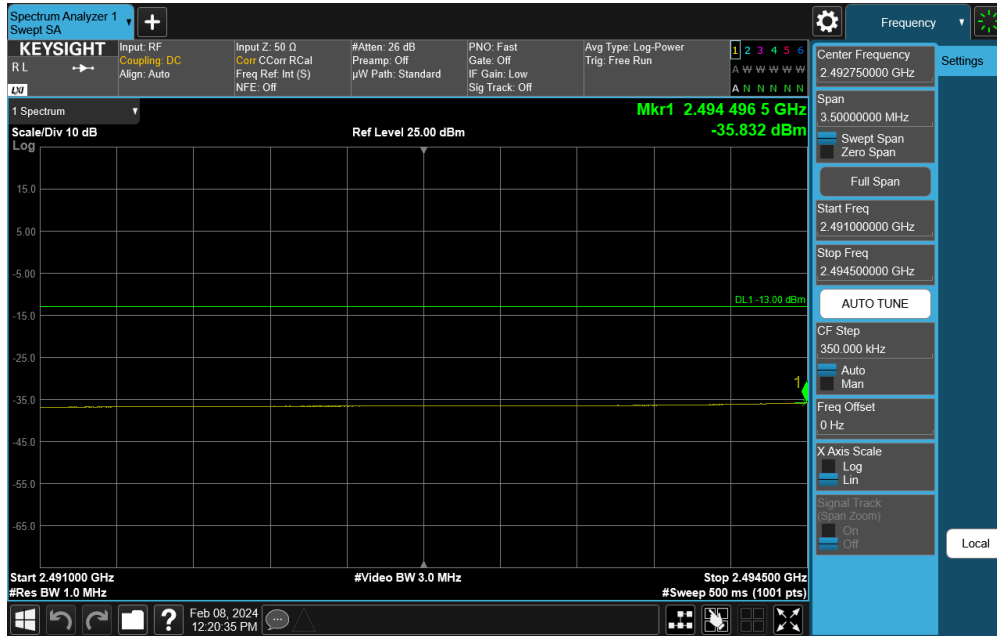 Spectrum Analyzer 1
Swept SA
Frequency
KEYSIGHT
RL
LXI
Input: RF
Coupling: DC
Align: Auto
Input Z: 50 Ω
Corr CCorr RCal
Freq Ref: Int (S)
NFE: Off
#Atten: 26 dB
Preamp: Off
µW Path: Standard
PNO: Fast
Gate: Off
IF Gain: Low
Sig Track: Off
Avg Type: Log-Power
Trig: Free Run
1 2 3 4 5 6
A W W W W W
A N N N N N
1 Spectrum
Scale/Div 10 dB
Log
Ref Level 25.00 dBm
Mkr1 2.494 496 5 GHz
-35.832 dBm
15.0
5.00
-5.00
-15.0
-25.0
-35.0
-45.0
-55.0
-65.0
DL1 -13.00 dBm
1
Start 2.491000 GHz
#Res BW 1.0 MHz
#Video BW 3.0 MHz
Stop 2.494500 GHz
#Sweep 500 ms (1001 pts)
Center Frequency
2.492750000 GHz
Span
3.50000000 MHz
Swept Span
Zero Span
Full Span
Start Freq
2.491000000 GHz
Stop Freq
2.494500000 GHz
AUTO TUNE
CF Step
350.000 kHz
Auto
Man
Freq Offset
0 Hz
X Axis Scale
Log
Lin
Signal Track
(Span Zoom)
On
Off
Settings
Local
?
Feb 08, 2024
12:20:35 PM